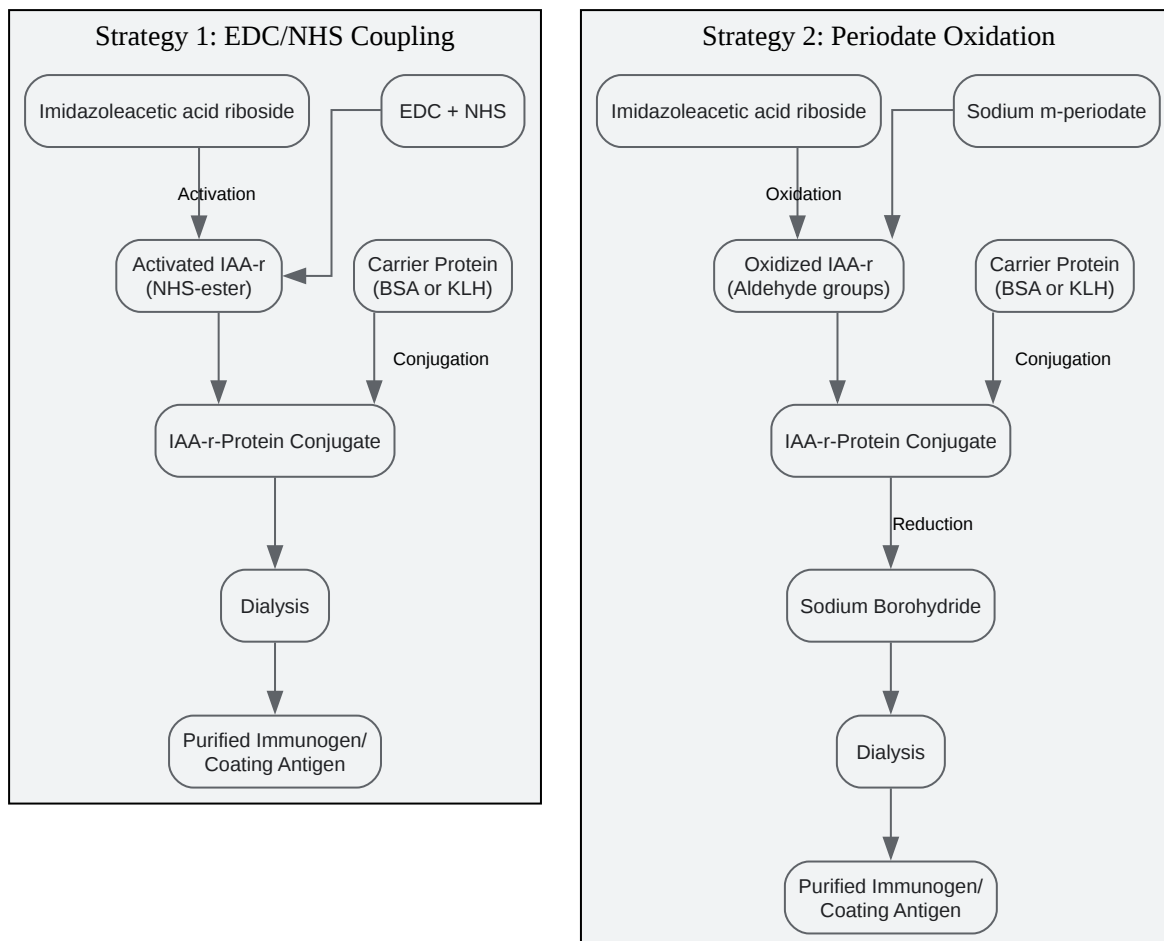 Strategy 1: EDC/NHS Coupling
Imidazoleacetic acid riboside
EDC + NHS
Activation
Activated IAA-r
(NHS-ester)
Carrier Protein
(BSA or KLH)
Conjugation
IAA-r-Protein Conjugate
Dialysis
Purified Immunogen/
Coating Antigen
Strategy 2: Periodate Oxidation
Imidazoleacetic acid riboside
Sodium m-periodate
Oxidation
Oxidized IAA-r
(Aldehyde groups)
Carrier Protein
(BSA or KLH)
Conjugation
IAA-r-Protein Conjugate
Reduction
Sodium Borohydride
Dialysis
Purified Immunogen/
Coating Antigen